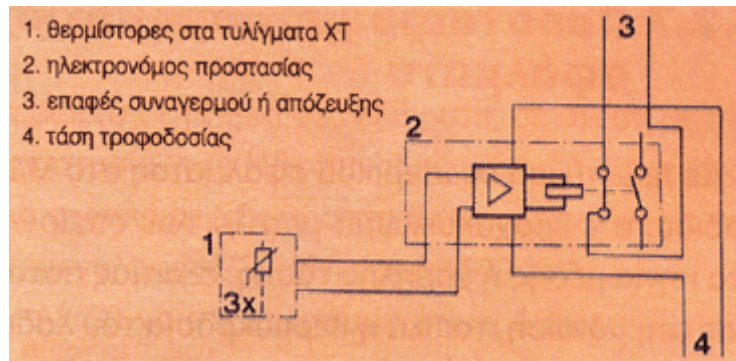 1. θερμίστορες στα τυλίγματα ΧΤ
2. ηλεκτρονόμος προστασίας
3. επαφές συναγερμού ή απόζευξης
4. τάση τροφοδοσίας
3
2
1
3x
4